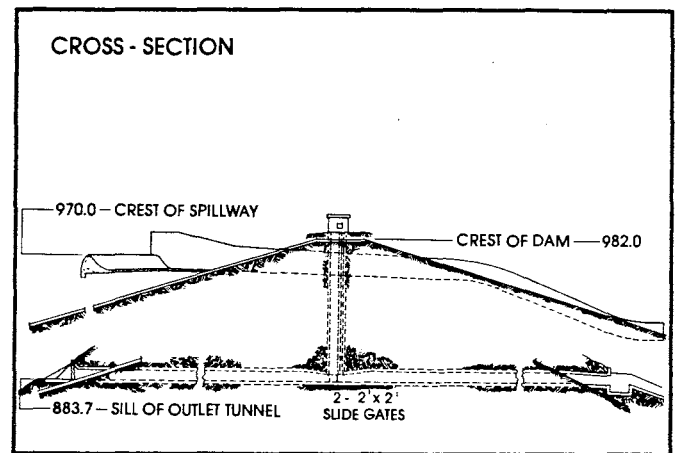 CROSS - SECTION
970.0 - CREST OF SPILLWAY
CREST OF DAM - 982.0
883.7 - SILL OF OUTLET TUNNEL
2 - 2' x 2'
SLIDE GATES